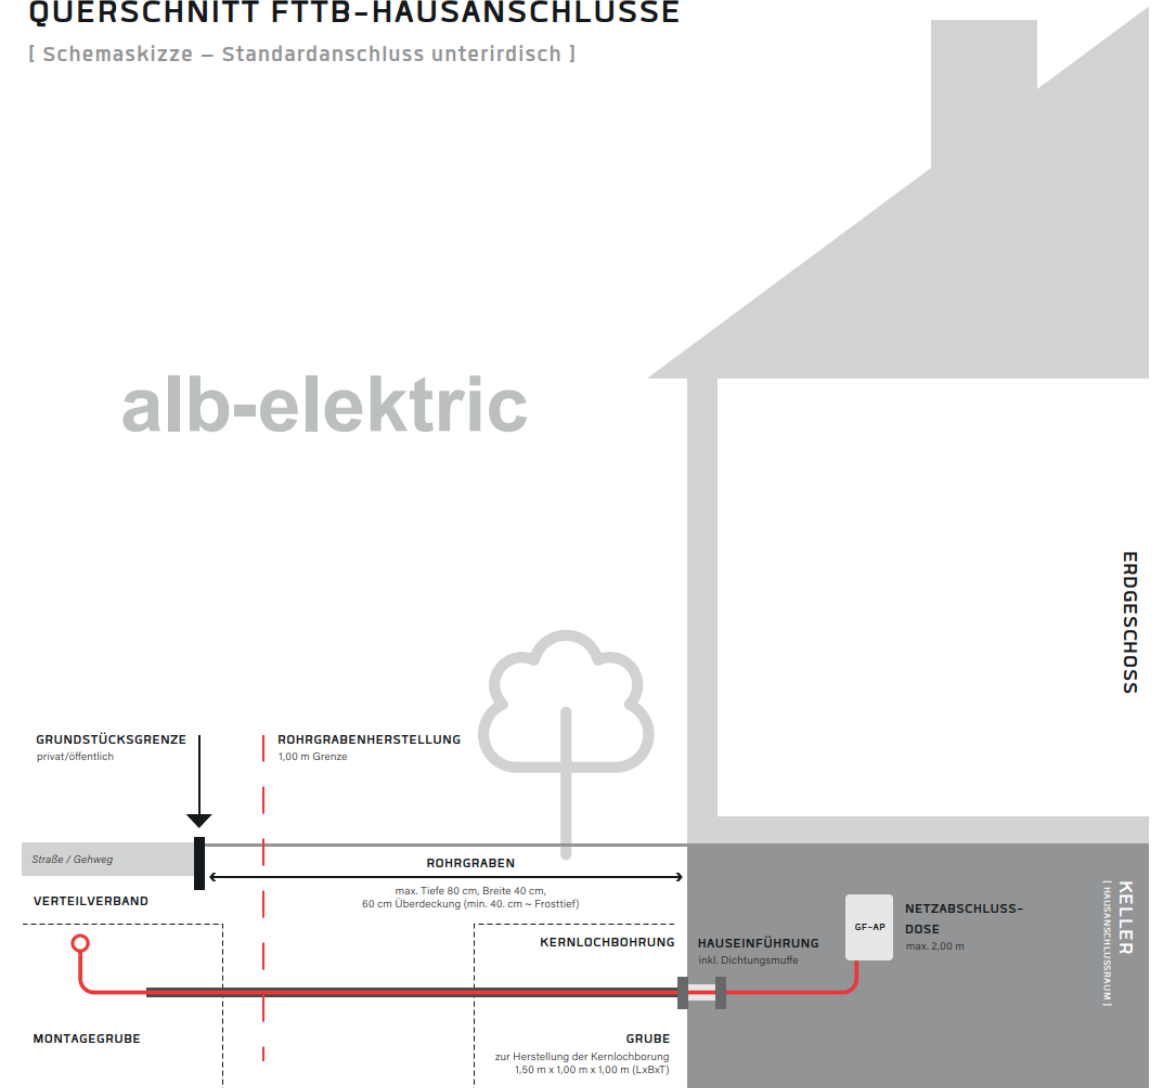 QUERSCHNITT FTTB-HAUSANSCHLÜSSE
[ Schemaskizze – Standardanschluss unterirdisch ]
alb-elektric
ERDGESCHOSS
GRUNDSTÜCKSGRENZE
privat/öffentlich
ROHRGRABENHERSTELLUNG
1,00 m Grenze
Straße / Gehweg
ROHRGRABEN
max. Tiefe 80 cm, Breite 40 cm,
60 cm Überdeckung (min. 40. cm ~ Frosttief)
VERTEILVERBAND
KERNLOCHBOHRUNG
HAUSEINFÜHRUNG
inkl. Dichtungsmuffe
GF-AP
NETZABSCHLUSS-
DOSE
max. 2,00 m
KELLER
[ HAUSANSCHLUSSRAUM ]
MONTAGEGRUBE
GRUBE
zur Herstellung der Kernlochborung
1,50 m x 1,00 m x 1,00 m (LxBxT)